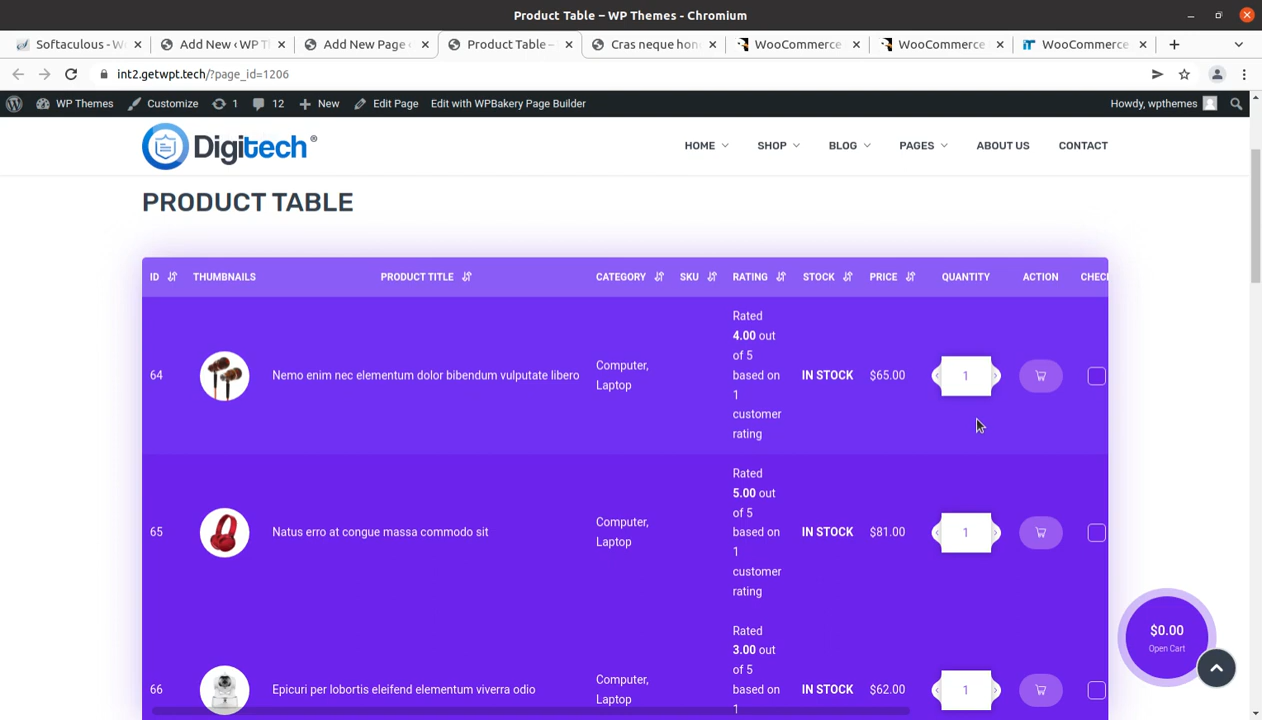 Product Table – WP Themes - Chromium
Softaculous - W
Add New ‹ WP T
Add New Page ‹
Product Table –
Cras neque hon
WooCommerce
WooCommerce
WooCommerce
int2.getwpt.tech/?page_id=1206
WP Themes Customize 1 12 New Edit Page Edit with WPBakery Page Builder Howdy, wpthemes
Digitech ®
HOME SHOP BLOG PAGES ABOUT US CONTACT
PRODUCT TABLE
ID THUMBNAILS PRODUCT TITLE CATEGORY SKU RATING STOCK PRICE QUANTITY ACTION CHEC
64
Nemo enim nec elementum dolor bibendum vulputate libero
Computer,
Laptop
Rated
4.00 out
of 5
based on
1
customer
rating
IN STOCK
$65.00
1
65
Natus erro at congue massa commodo sit
Computer,
Laptop
Rated
5.00 out
of 5
based on
1
customer
rating
IN STOCK
$81.00
1
66
Epicuri per lobortis eleifend elementum viverra odio
Computer,
Laptop
Rated
3.00 out
of 5
based on
1
IN STOCK
$62.00
1
$0.00
Open Cart